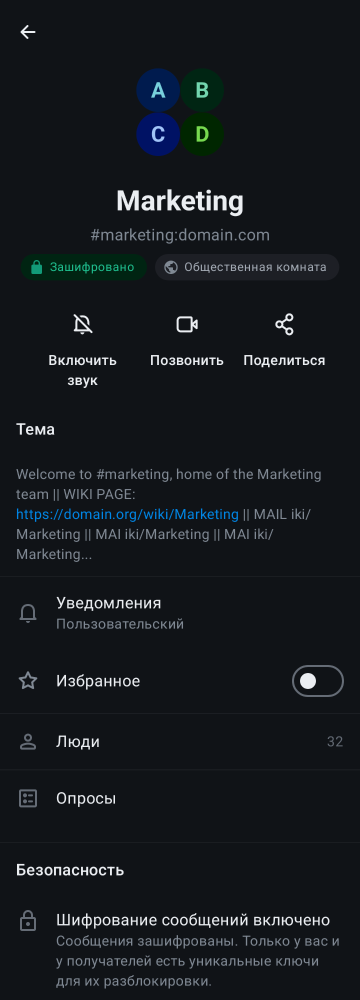 A B
C D
Marketing
#marketing:domain.com
Зашифровано Общественная комната
Включить звук Позвонить Поделиться
Тема
Welcome to #marketing, home of the Marketing
team || WIKI PAGE:
https://domain.org/wiki/Marketing || MAIL iki/
Marketing || MAI iki/Marketing || MAI iki/
Marketing...
Уведомления
Пользовательский
Избранное
Люди 32
Опросы
Безопасность
Шифрование сообщений включено
Сообщения зашифрованы. Только у вас и
у получателей есть уникальные ключи
для их разблокировки.